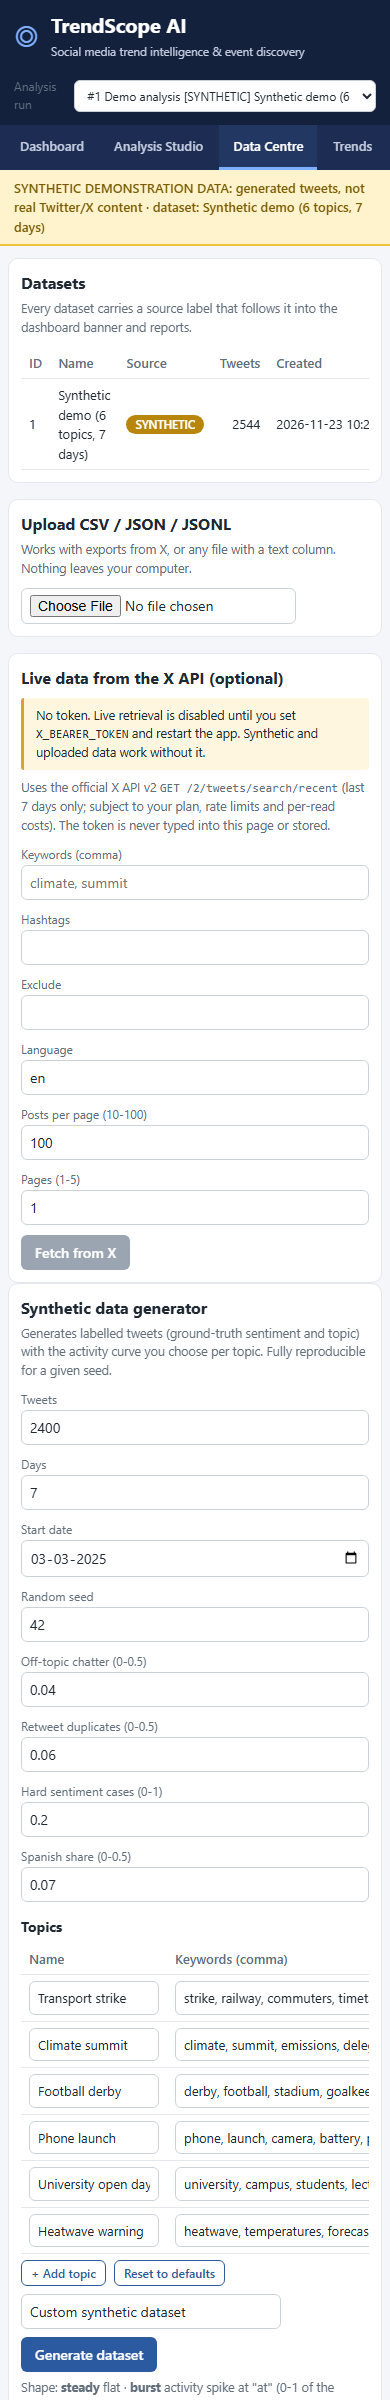 TrendScope AI
Social media trend intelligence & event discovery
Analysis
run
#1 Demo analysis [SYNTHETIC] Synthetic demo (6
Dashboard Analysis Studio Data Centre Trends
SYNTHETIC DEMONSTRATION DATA: generated tweets, not
real Twitter/X content · dataset: Synthetic demo (6 topics, 7
days)
Datasets
Every dataset carries a source label that follows it into the
dashboard banner and reports.
ID Name Source Tweets Created
1 Synthetic demo (6 topics, 7 days) SYNTHETIC 2544 2026-11-23 10:2
Upload CSV / JSON / JSONL
Works with exports from X, or any file with a text column.
Nothing leaves your computer.
Choose File No file chosen
Live data from the X API (optional)
No token. Live retrieval is disabled until you set
X_BEARER_TOKEN and restart the app. Synthetic and
uploaded data work without it.
Uses the official X API v2 GET /2/tweets/search/recent (last
7 days only; subject to your plan, rate limits and per-read
costs). The token is never typed into this page or stored.
Keywords (comma)
climate, summit
Hashtags
Exclude
Language
en
Posts per page (10-100)
100
Pages (1-5)
1
Fetch from X
Synthetic data generator
Generates labelled tweets (ground-truth sentiment and topic)
with the activity curve you choose per topic. Fully reproducible
for a given seed.
Tweets
2400
Days
7
Start date
03-03-2025
Random seed
42
Off-topic chatter (0-0.5)
0.04
Retweet duplicates (0-0.5)
0.06
Hard sentiment cases (0-1)
0.2
Spanish share (0-0.5)
0.07
Topics
Name Keywords (comma)
Transport strike strike, railway, commuters, timet
Climate summit climate, summit, emissions, dele
Football derby derby, football, stadium, goalkee
Phone launch phone, launch, camera, battery, p
University open day university, campus, students, lect
Heatwave warning heatwave, temperatures, forecas
+ Add topic Reset to defaults
Custom synthetic dataset
Generate dataset
Shape: steady flat · burst activity spike at "at" (0-1 of the